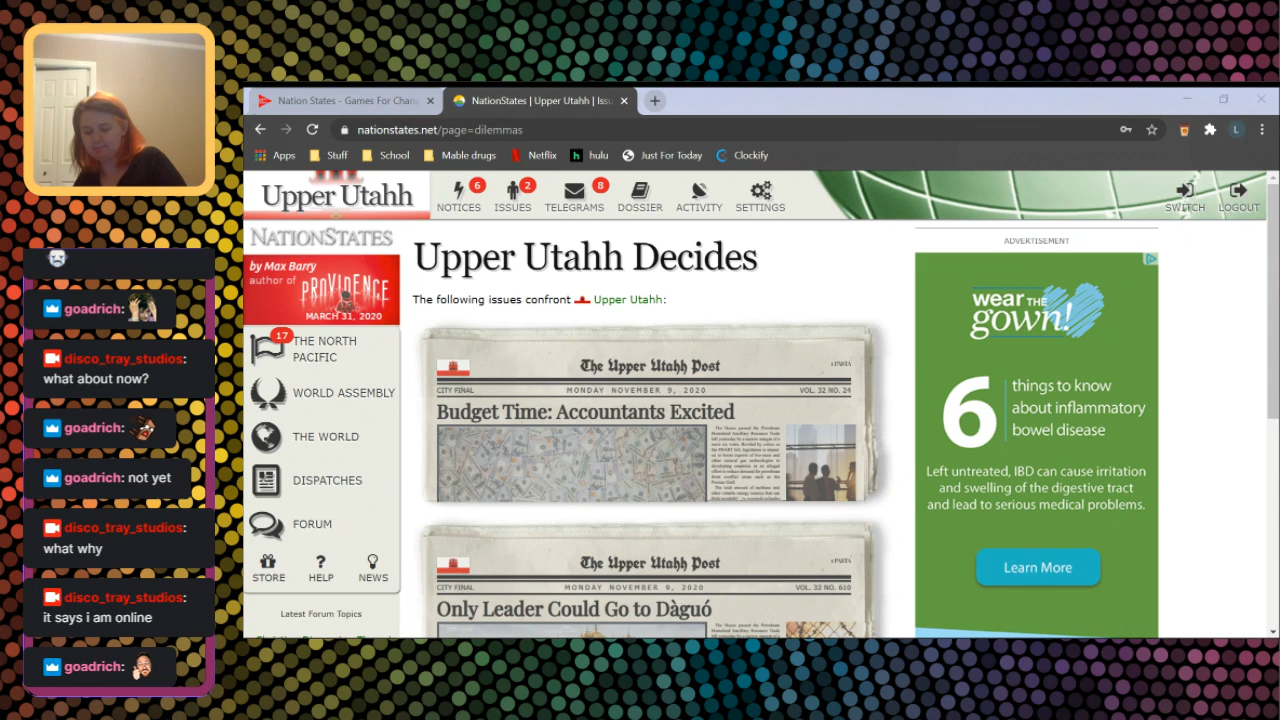 goadrich:
disco_tray_studios:
what about now?
goadrich:
goadrich: not yet
disco_tray_studios:
what why
disco_tray_studios:
it says i am online
goadrich:
Nation States - Games For Chan
NationStates | Upper Utahh | Issu
nationstates.net/page=dilemmas
L
Apps Stuff School Mable drugs Netflix hulu Just For Today Clockify
Upper Utahh
6 2 8
NOTICES ISSUES TELEGRAMS DOSSIER ACTIVITY SETTINGS SWITCH LOGOUT
NATIONSTATES
by Max Barry
author of
PROVIDENCE
MARCH 31, 2020
17
THE NORTH
PACIFIC
WORLD ASSEMBLY
THE WORLD
DISPATCHES
FORUM
STORE HELP NEWS
Latest Forum Topics
Upper Utahh Decides
The following issues confront Upper Utahh:
The Upper Utahh Post
1 PASTA
CITY FINAL MONDAY NOVEMBER 9, 2020 VOL. 32 NO. 24
Budget Time: Accountants Excited
The Upper Utahh Post
1 PASTA
CITY FINAL MONDAY NOVEMBER 9, 2020 VOL. 32 NO. 610
Only Leader Could Go to Dàguó
ADVERTISEMENT
wear THE
gown!
6 things to know
about inflammatory
bowel disease
Left untreated, IBD can cause irritation
and swelling of the digestive tract
and lead to serious medical problems.
Learn More